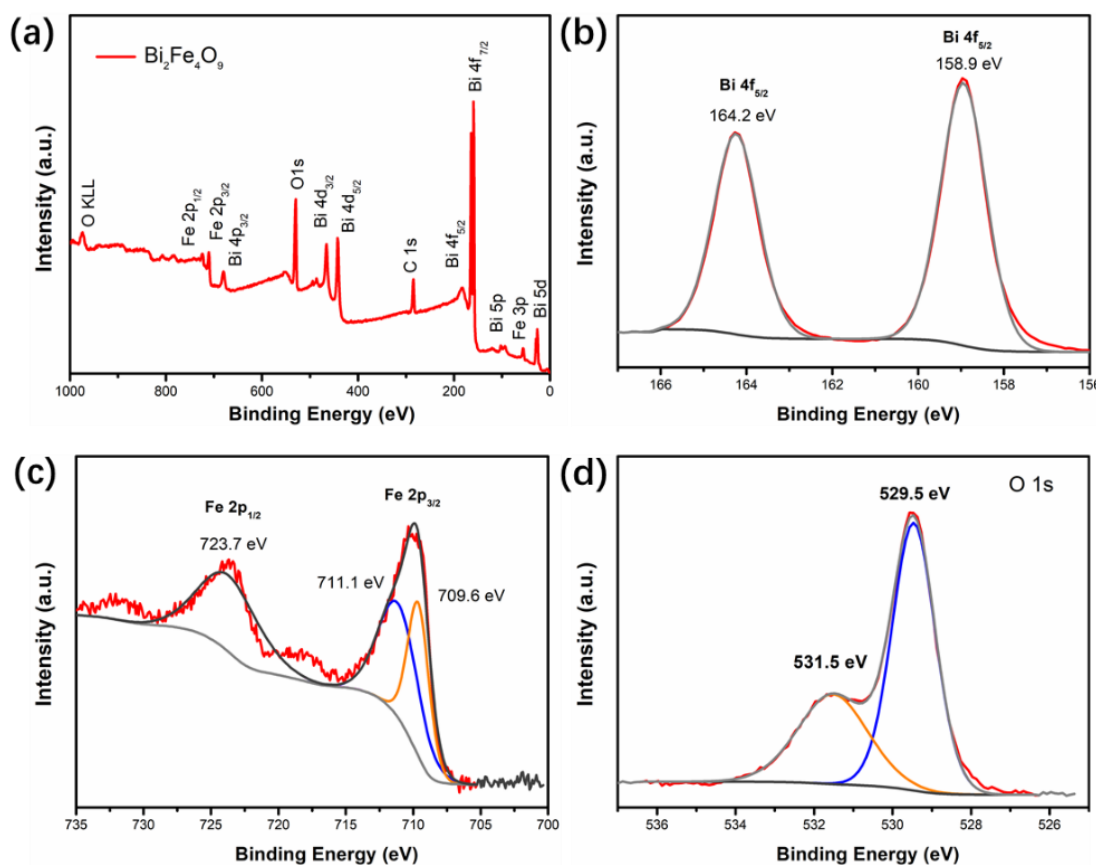 (a)
Bi₂Fe₄O₉
O KLL
Fe 2p₁/₂
Fe 2p₃/₂
Bi 4p₃/₂
O1s
Bi 4d₃/₂
Bi 4d₅/₂
C 1s
Bi 4f₅/₂
Bi 4f₇/₂
Bi 5p
Fe 3p
Bi 5d
Intensity (a.u.)
1000 800 600 400 200 0
Binding Energy (eV)
(b)
Bi 4f₅/₂
164.2 eV
Bi 4f₅/₂
158.9 eV
Intensity (a.u.)
166 164 162 160 158 156
Binding Energy (eV)
(c)
Fe 2p₁/₂
723.7 eV
Fe 2p₃/₂
711.1 eV
709.6 eV
Intensity (a.u.)
735 730 725 720 715 710 705 700
Binding Energy (eV)
(d)
529.5 eV
O 1s
531.5 eV
Intensity (a.u.)
536 534 532 530 528 526
Binding Energy (eV)